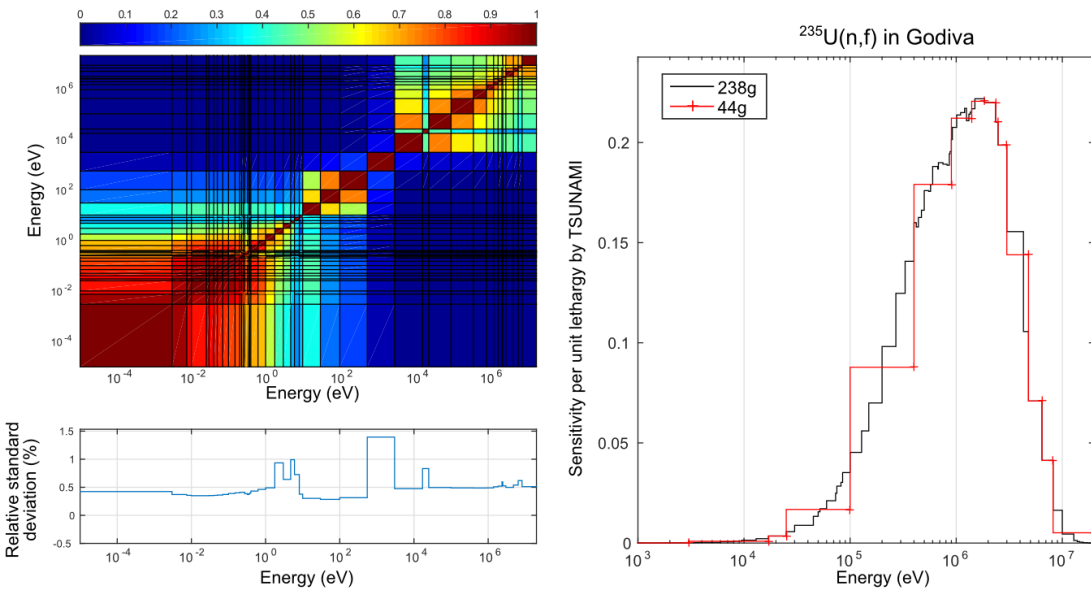 0 0.1 0.2 0.3 0.4 0.5 0.6 0.7 0.8 0.9 1
Energy (eV)
10^6
10^4
10^2
10^0
10^-2
10^-4
10^-4 10^-2 10^0 10^2 10^4 10^6
Energy (eV)
Relative standard
deviation (%)
1.5
1
0.5
0
-0.5
10^-4 10^-2 10^0 10^2 10^4 10^6
Energy (eV)
^235U(n,f) in Godiva
238g
44g
Sensitivity per unit lethargy by TSUNAMI
0.2
0.15
0.1
0.05
0
10^3 10^4 10^5 10^6 10^7
Energy (eV)